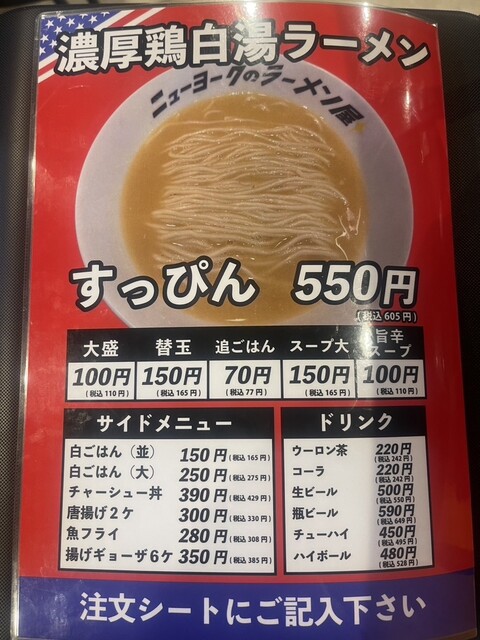 濃厚鶏白湯ラーメン
ニューヨークのラーメン屋
すっぴん 550円
(税込605円)
大盛 替玉 追ごはん スープ大 旨辛スープ
100円 150円 70円 150円 100円
(税込110円) (税込165円) (税込77円) (税込165円) (税込110円)
サイドメニュー
白ごはん（並） 150円(税込165円)
白ごはん（大） 250円(税込275円)
チャーシュー丼 390円(税込429円)
唐揚げ2ケ 300円(税込330円)
魚フライ 280円(税込308円)
揚げギョーザ6ケ 350円(税込385円)
ドリンク
ウーロン茶 220円(税込242円)
コーラ 220円(税込242円)
生ビール 500円(税込550円)
瓶ビール 590円(税込649円)
チューハイ 450円(税込495円)
ハイボール 480円(税込528円)
注文シートにご記入下さい